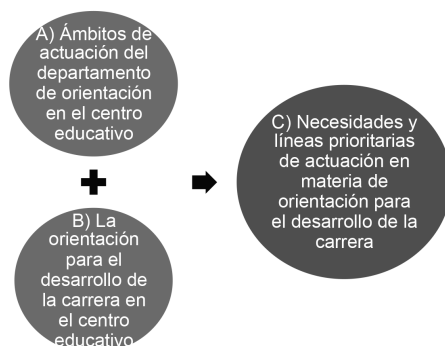 A) Ámbitos de
actuación del
departamento
de orientación
en el centro
educativo
B) La
orientación
para el
desarrollo de
la carrera en
el centro
educativo
C) Necesidades y
líneas prioritarias
de actuación en
materia de
orientación para
el desarrollo de la
carrera